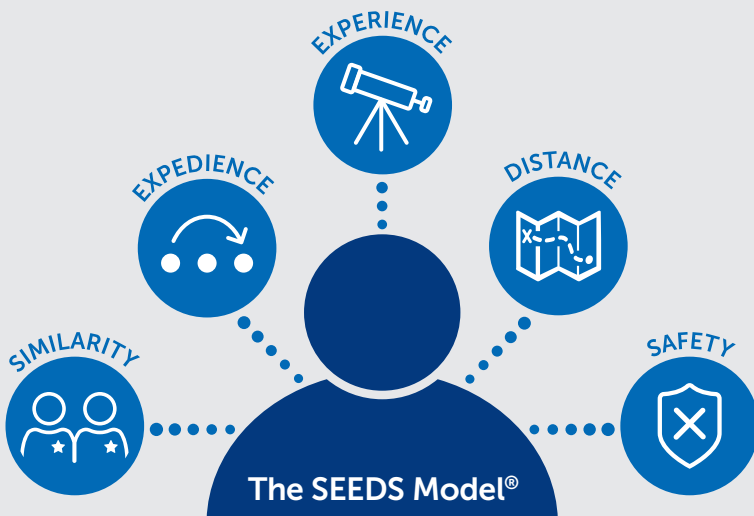 SIMILARITY
EXPEDIENCE
EXPERIENCE
DISTANCE
SAFETY
The SEEDS Model®